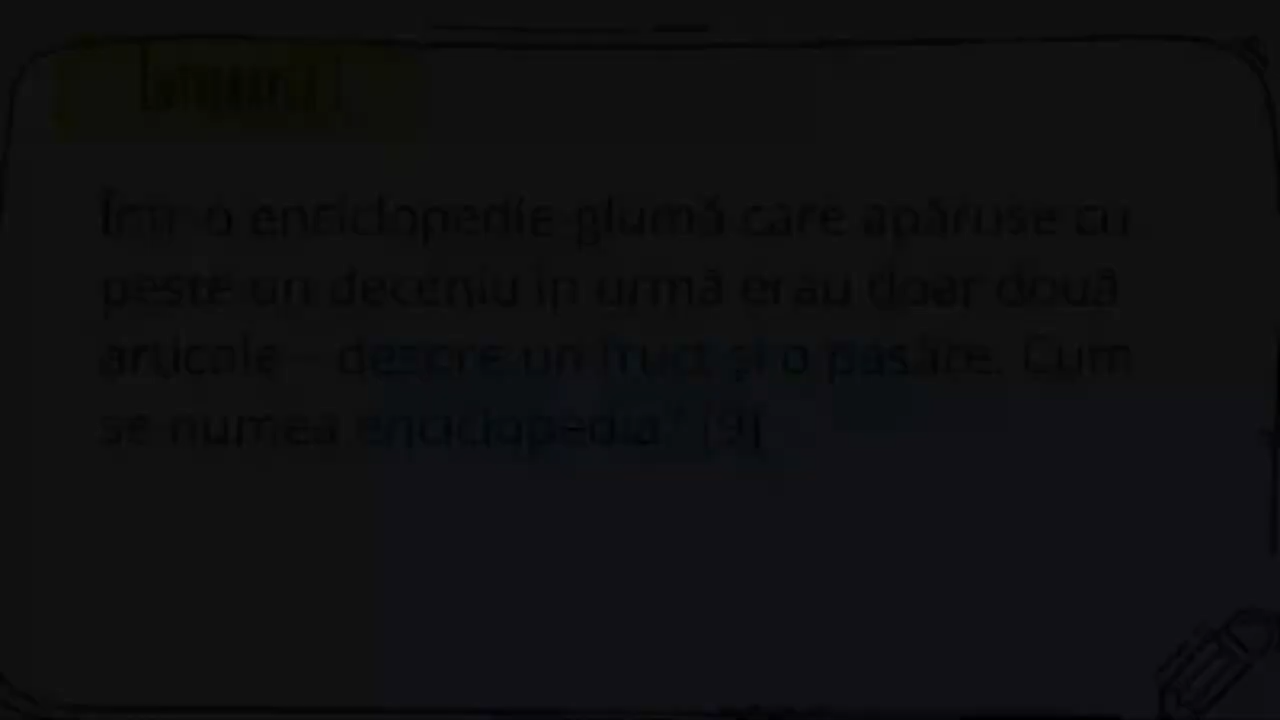 Într-o enciclopedie-glumă care apăruse cu
peste un deceniu în urmă erau doar două
articole – despre un fruct și o pasăre. Cum
se numea enciclopedia? (9)